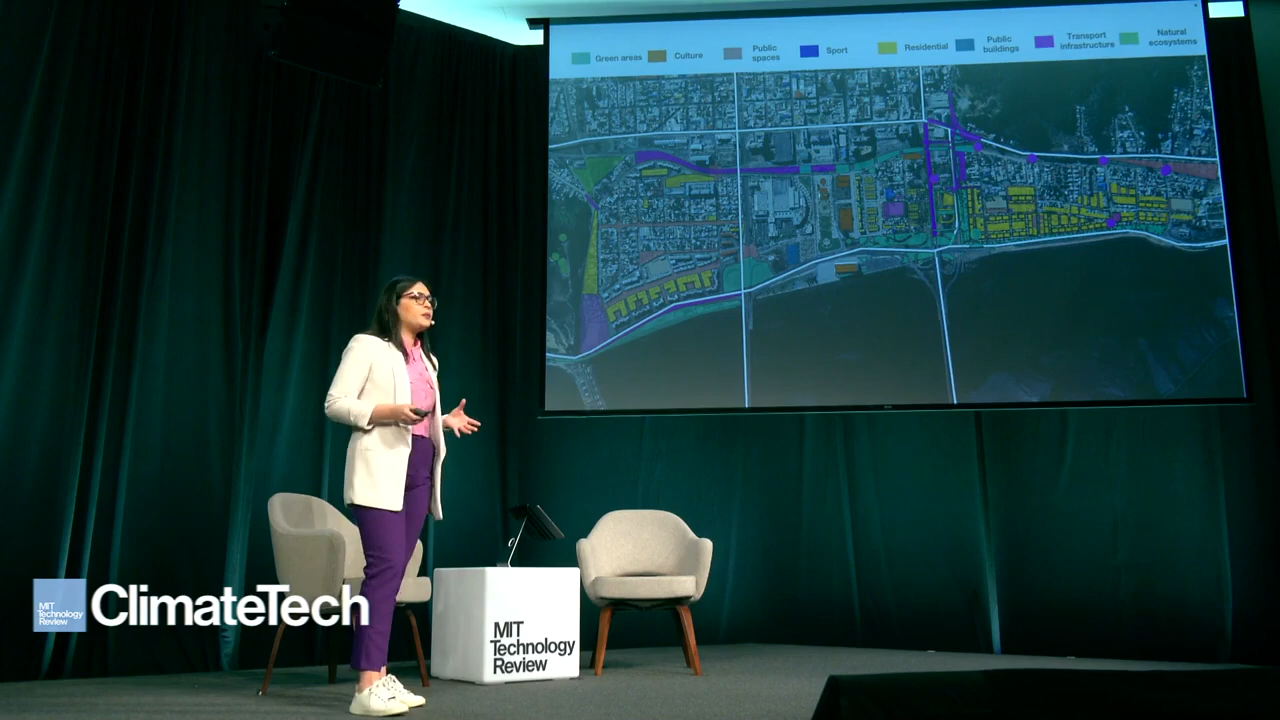 Green areas
Culture
Public
spaces
Sport
Residential
Public
buildings
Transport
infrastructure
Natural
ecosystems
MIT
Technology
Review
ClimateTech
MIT
Technology
Review